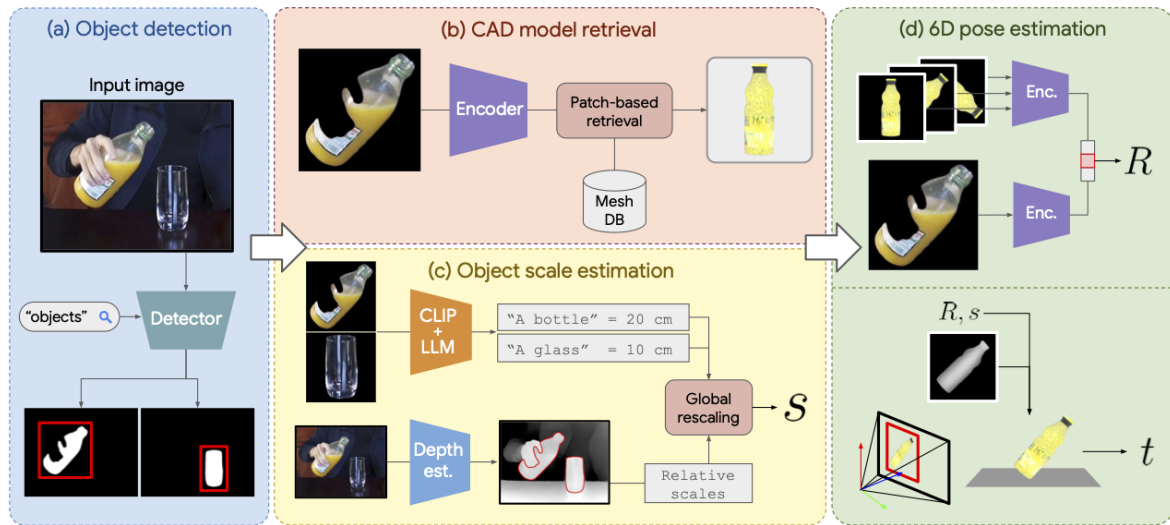 (a) Object detection
Input image
"objects"
Detector
(b) CAD model retrieval
Encoder
Patch-based
retrieval
Mesh
DB
(c) Object scale estimation
CLIP
+
LLM
"A bottle" = 20 cm
"A glass" = 10 cm
Global
rescaling
s
Depth
est.
Relative
scales
(d) 6D pose estimation
Enc.
R
Enc.
R, s
t